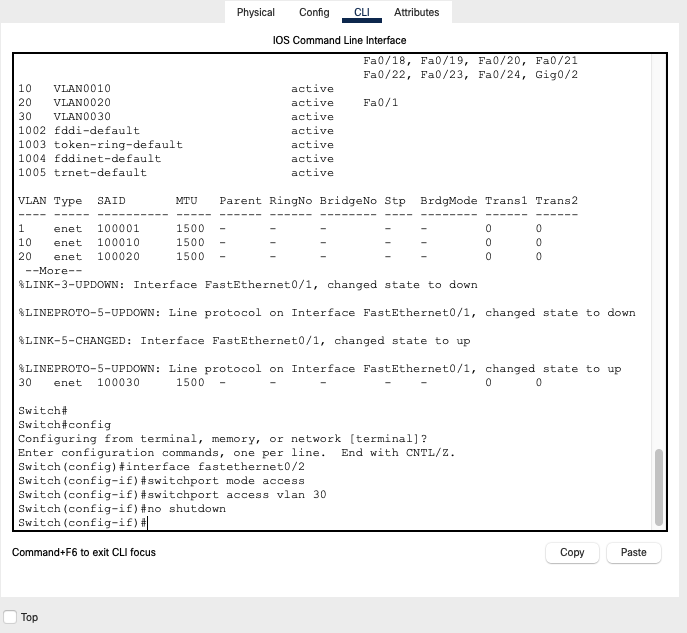 Physical Config CLI Attributes
IOS Command Line Interface
Fa0/18, Fa0/19, Fa0/20, Fa0/21
Fa0/22, Fa0/23, Fa0/24, Gig0/2
10 VLAN0010 active
20 VLAN0020 active Fa0/1
30 VLAN0030 active
1002 fddi-default active
1003 token-ring-default active
1004 fddinet-default active
1005 trnet-default active
VLAN Type SAID MTU Parent RingNo BridgeNo Stp BrdgMode Trans1 Trans2
---- ----- ---------- ----- ------ ------ -------- ---- -------- ------ ------
1 enet 100001 1500 - - - - - 0 0
10 enet 100010 1500 - - - - - 0 0
20 enet 100020 1500 - - - - - 0 0
--More--
%LINK-3-UPDOWN: Interface FastEthernet0/1, changed state to down
%LINEPROTO-5-UPDOWN: Line protocol on Interface FastEthernet0/1, changed state to down
%LINK-5-CHANGED: Interface FastEthernet0/1, changed state to up
%LINEPROTO-5-UPDOWN: Line protocol on Interface FastEthernet0/1, changed state to up
30 enet 100030 1500 - - - - - 0 0
Switch#
Switch#config
Configuring from terminal, memory, or network [terminal]?
Enter configuration commands, one per line. End with CNTL/Z.
Switch(config)#interface fastethernet0/2
Switch(config-if)#switchport mode access
Switch(config-if)#switchport access vlan 30
Switch(config-if)#no shutdown
Switch(config-if)#
Command+F6 to exit CLI focus
Copy Paste
Top